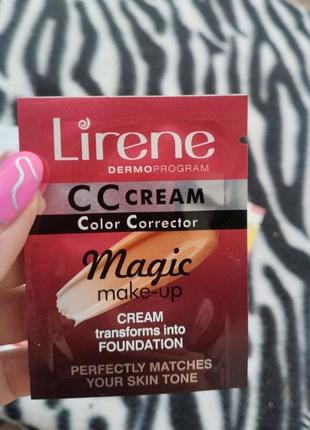 Lirene
DERMOPROGRAM
CC CREAM
Color Corrector
Magic
make-up
CREAM
transforms into
FOUNDATION
PERFECTLY MATCHES
YOUR SKIN TONE